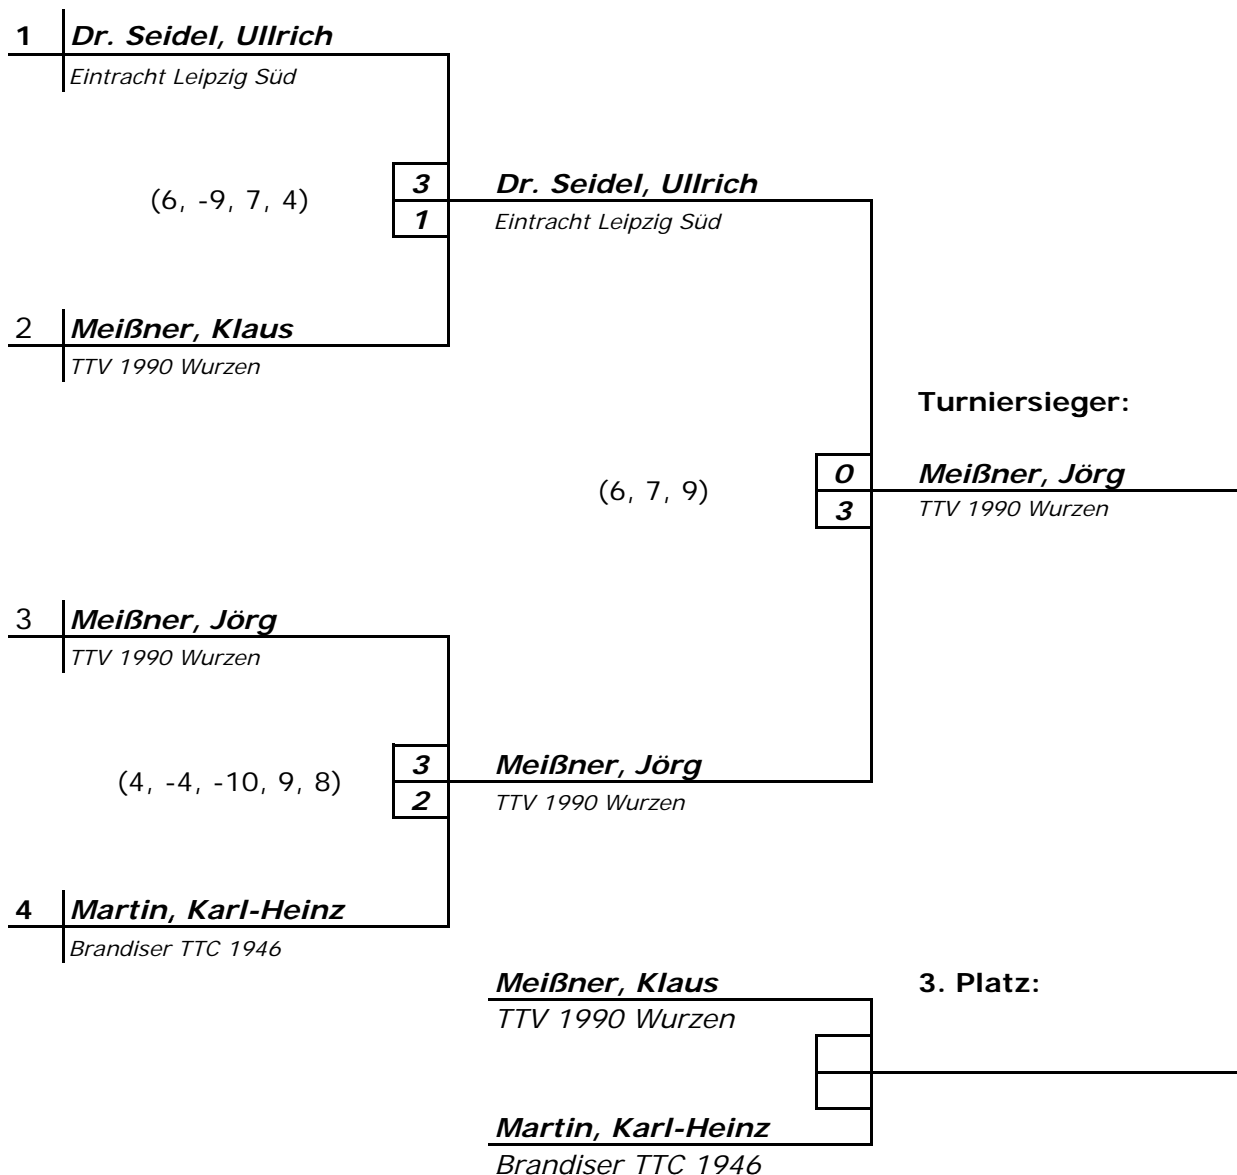 1 Dr. Seidel, Ullrich
Eintracht Leipzig Süd
(6, -9, 7, 4)
3
1
Dr. Seidel, Ullrich
Eintracht Leipzig Süd
2 Meißner, Klaus
TTV 1990 Wurzen
Turniersieger:
(6, 7, 9)
0
3
Meißner, Jörg
TTV 1990 Wurzen
3 Meißner, Jörg
TTV 1990 Wurzen
(4, -4, -10, 9, 8)
3
2
Meißner, Jörg
TTV 1990 Wurzen
4 Martin, Karl-Heinz
Brandiser TTC 1946
Meißner, Klaus
TTV 1990 Wurzen
3. Platz:
Martin, Karl-Heinz
Brandiser TTC 1946